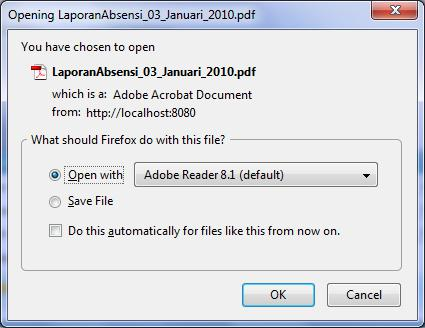 Opening LaporanAbsensi_03_Januari_2010.pdf
You have chosen to open
LaporanAbsensi_03_Januari_2010.pdf
which is a: Adobe Acrobat Document
from: http://localhost:8080
What should Firefox do with this file?
Open with Adobe Reader 8.1 (default)
Save File
Do this automatically for files like this from now on.
OK Cancel